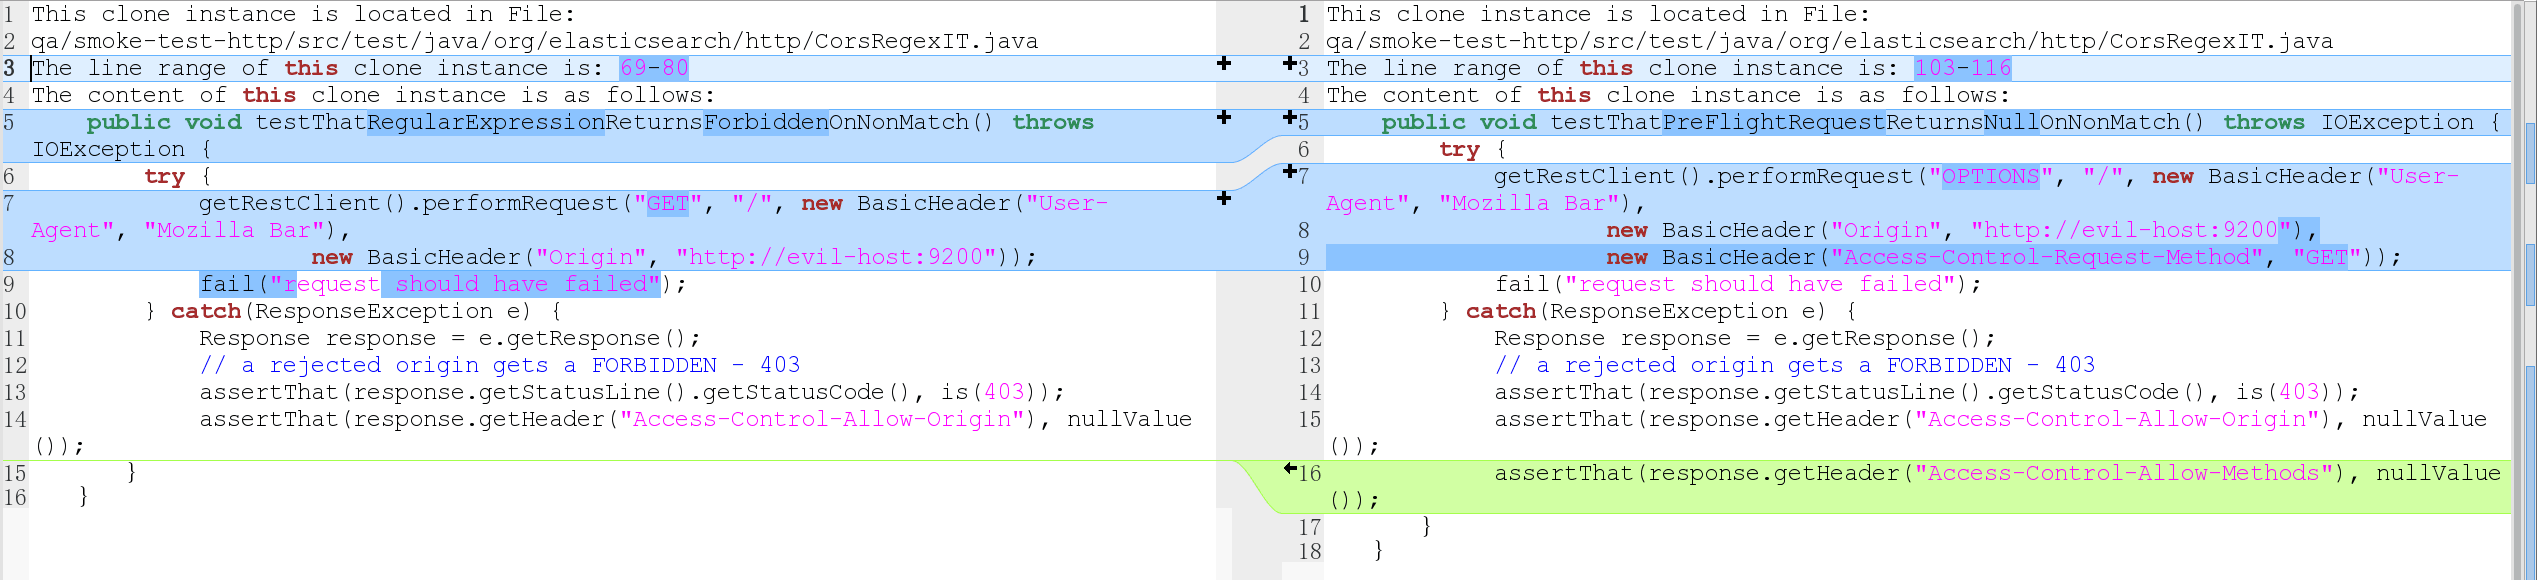 1 This clone instance is located in File:
2 qa/smoke-test-http/src/test/java/org/elasticsearch/http/CorsRegexIT.java
3 The line range of this clone instance is: 69-80
4 The content of this clone instance is as follows:
5 public void testThatRegularExpressionReturnsForbiddenOnNonMatch() throws
IOException {
6 try {
7 getRestClient().performRequest("GET", "/", new BasicHeader("User-
Agent", "Mozilla Bar"),
8 new BasicHeader("Origin", "http://evil-host:9200"));
9 fail("request should have failed");
10 } catch(ResponseException e) {
11 Response response = e.getResponse();
12 // a rejected origin gets a FORBIDDEN - 403
13 assertThat(response.getStatusLine().getStatusCode(), is(403));
14 assertThat(response.getHeader("Access-Control-Allow-Origin"), nullValue
());
15 }
16 }
1 This clone instance is located in File:
2 qa/smoke-test-http/src/test/java/org/elasticsearch/http/CorsRegexIT.java
3 The line range of this clone instance is: 103-116
4 The content of this clone instance is as follows:
5 public void testThatPreFlightRequestReturnsNullOnNonMatch() throws IOException {
6 try {
7 getRestClient().performRequest("OPTIONS", "/", new BasicHeader("User-
Agent", "Mozilla Bar"),
8 new BasicHeader("Origin", "http://evil-host:9200"),
9 new BasicHeader("Access-Control-Request-Method", "GET"));
10 fail("request should have failed");
11 } catch(ResponseException e) {
12 Response response = e.getResponse();
13 // a rejected origin gets a FORBIDDEN - 403
14 assertThat(response.getStatusLine().getStatusCode(), is(403));
15 assertThat(response.getHeader("Access-Control-Allow-Origin"), nullValue
());
16 assertThat(response.getHeader("Access-Control-Allow-Methods"), nullValue
());
17 }
18 }